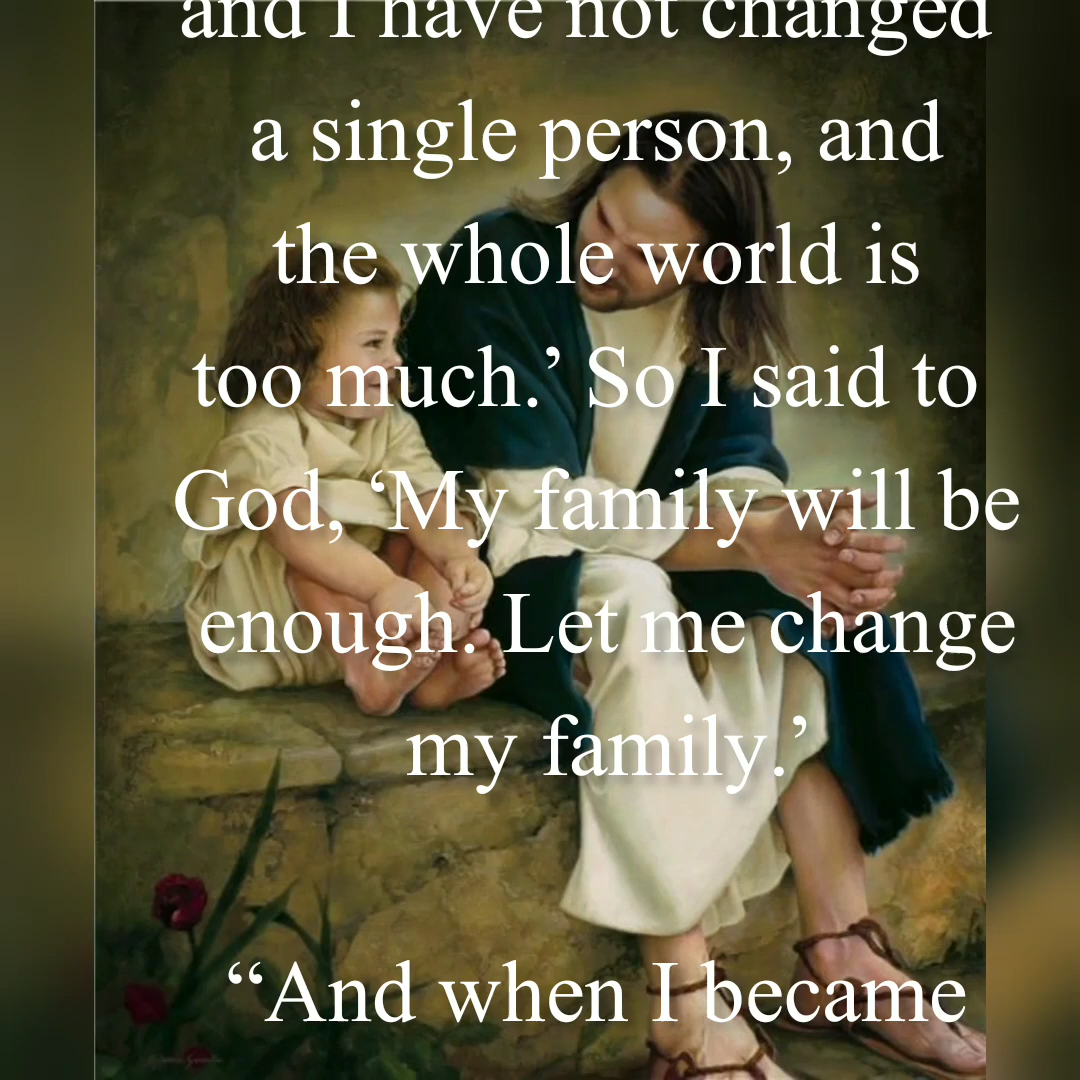 and I have not changed
a single person, and
the whole world is
too much.’ So I said to
God, ‘My family will be
enough. Let me change
my family.’
“And when I became